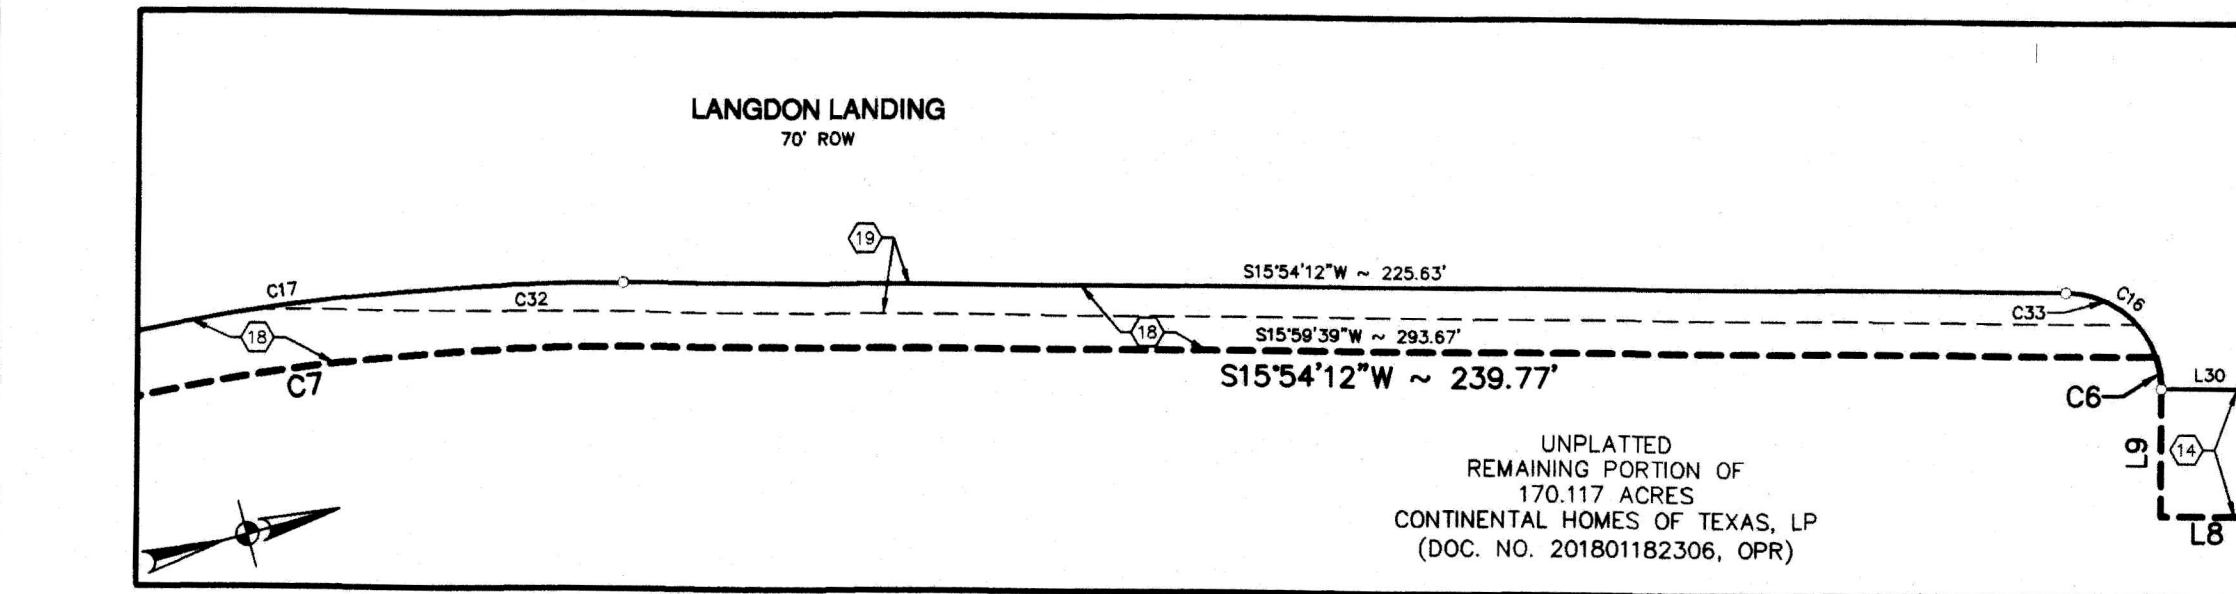 LANGDON LANDING
70' ROW
19
S15°54'12"W ~ 225.63'
C17
C32
C16
C33
18
18
S15°59'39"W ~ 293.67'
S15°54'12"W ~ 239.77'
C7
C6
L30
UNPLATTED
REMAINING PORTION OF
170.117 ACRES
CONTINENTAL HOMES OF TEXAS, LP
(DOC. NO. 201801182306, OPR)
L9
14
L8